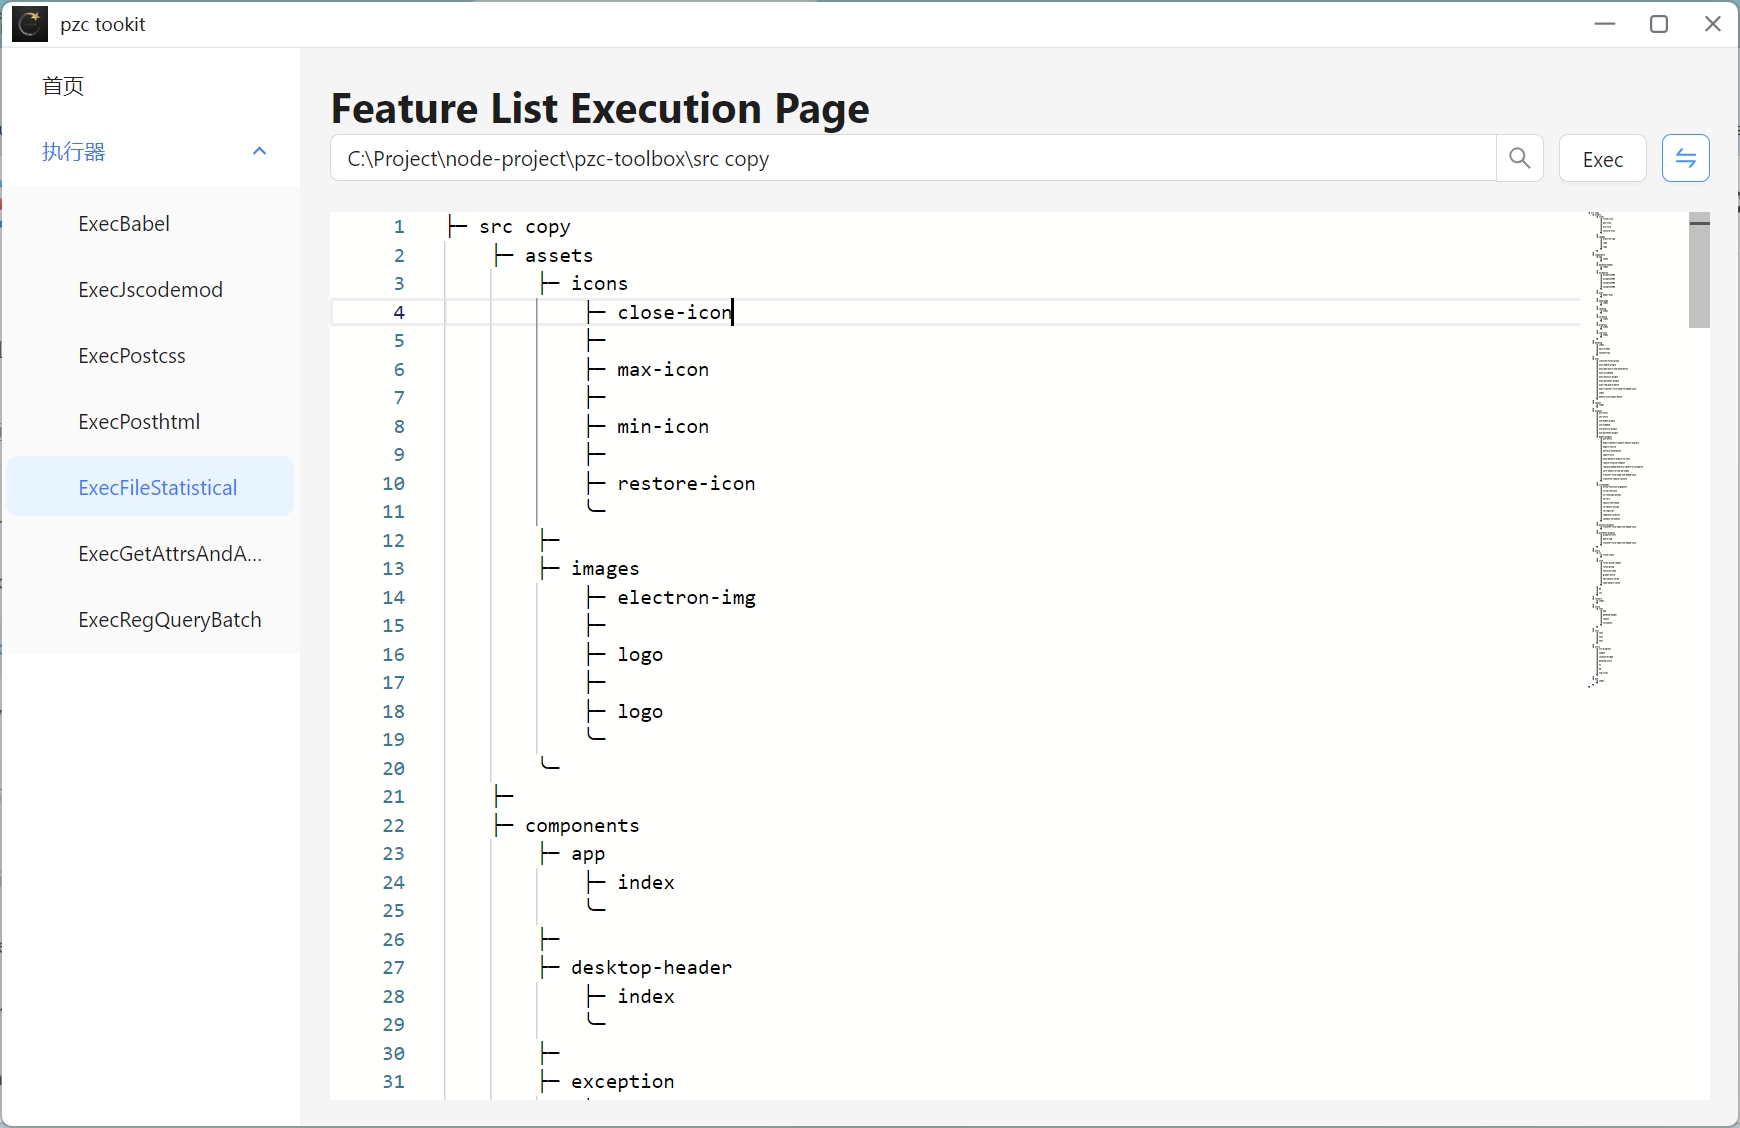 pzc tookit
首页
执行器
ExecBabel
ExecJscodemod
ExecPostcss
ExecPosthtml
ExecFileStatistical
ExecGetAttrsAndA...
ExecRegQueryBatch
Feature List Execution Page
C:\Project\node-project\pzc-toolbox\src copy
Exec
1 ├─ src copy
2 ├─ assets
3 ├─ icons
4 ├─ close-icon
5 ├─
6 ├─ max-icon
7 ├─
8 ├─ min-icon
9 ├─
10 ├─ restore-icon
11 ╰─
12 ├─
13 ├─ images
14 ├─ electron-img
15 ├─
16 ├─ logo
17 ├─
18 ├─ logo
19 ╰─
20 ╰─
21 ├─
22 ├─ components
23 ├─ app
24 ├─ index
25 ╰─
26 ├─
27 ├─ desktop-header
28 ├─ index
29 ╰─
30 ├─
31 ├─ exception